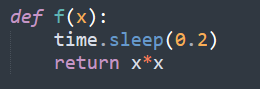 def f(x):
    time.sleep(0.2)
    return x*x